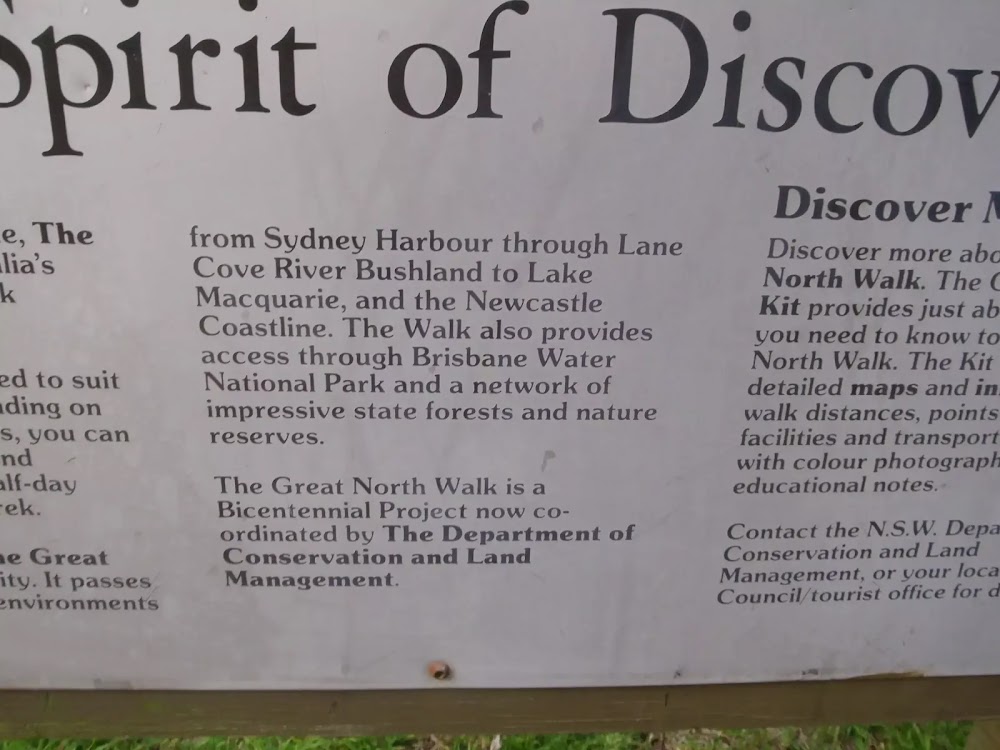 Spirit of Discov
e, The
lia's
k
ed to suit
ding on
s, you can
nd
alf-day
rek.
he Great
ity. It passes
environments
from Sydney Harbour through Lane
Cove River Bushland to Lake
Macquarie, and the Newcastle
Coastline. The Walk also provides
access through Brisbane Water
National Park and a network of
impressive state forests and nature
reserves.
The Great North Walk is a
Bicentennial Project now co-
ordinated by The Department of
Conservation and Land
Management.
Discover M
Discover more abo
North Walk. The G
Kit provides just ab
you need to know to
North Walk. The Kit
detailed maps and in
walk distances, points
facilities and transport
with colour photograph
educational notes.
Contact the N.S.W. Depa
Conservation and Land
Management, or your loca
Council/tourist office for d